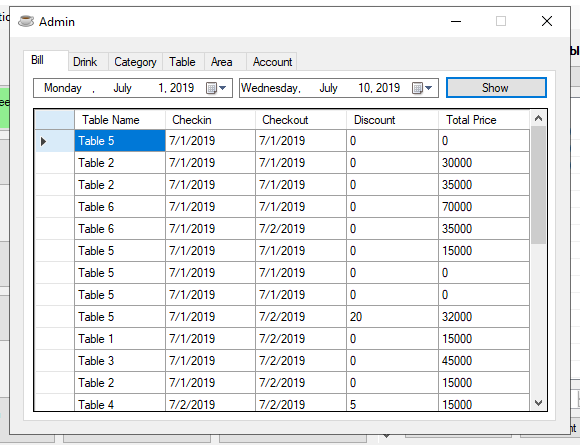 Admin
Bill Drink Category Table Area Account
Monday , July 1, 2019 Wednesday, July 10, 2019 Show
Table Name Checkin Checkout Discount Total Price
Table 5 7/1/2019 7/1/2019 0 0
Table 2 7/1/2019 7/1/2019 0 30000
Table 2 7/1/2019 7/1/2019 0 35000
Table 6 7/1/2019 7/1/2019 0 70000
Table 6 7/1/2019 7/2/2019 0 35000
Table 5 7/1/2019 7/1/2019 0 15000
Table 5 7/1/2019 7/1/2019 0 0
Table 5 7/1/2019 7/1/2019 0 0
Table 5 7/1/2019 7/2/2019 20 32000
Table 1 7/1/2019 7/2/2019 0 15000
Table 3 7/1/2019 7/2/2019 0 45000
Table 2 7/1/2019 7/2/2019 0 15000
Table 4 7/2/2019 7/2/2019 5 15000